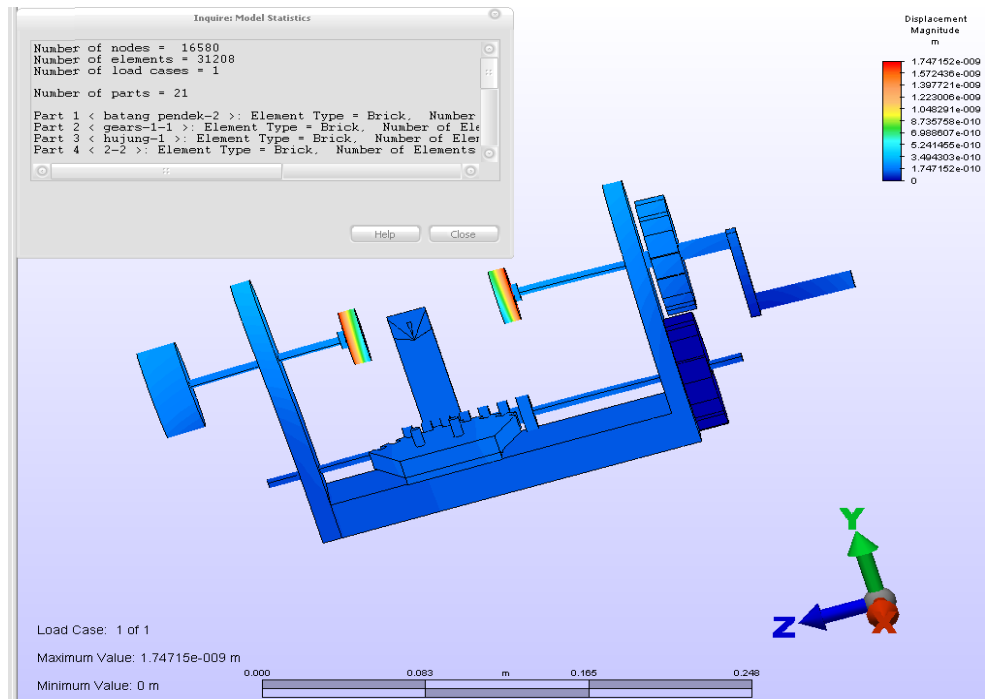 Inquire: Model Statistics
Number of nodes = 16580
Number of elements = 31208
Number of load cases = 1
Number of parts = 21
Part 1 < batang pendek-2 >: Element Type = Brick, Number
Part 2 < gears-1-1 >: Element Type = Brick, Number of Ele
Part 3 < hujung-1 >: Element Type = Brick, Number of Elem
Part 4 < 2-2 >: Element Type = Brick, Number of Elements
Help Close
Displacement
Magnitude
m
1.747152e-009
1.572436e-009
1.397721e-009
1.223006e-009
1.048291e-009
8.735758e-010
6.988607e-010
5.241455e-010
3.494303e-010
1.747152e-010
0
Y
Z
X
Load Case: 1 of 1
Maximum Value: 1.74715e-009 m
Minimum Value: 0 m
0.000 0.083 m 0.165 0.248